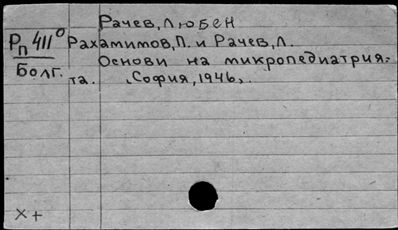 Рачев, Любен
Рп 411° Рахамимов, П. и Рачев, Л.
Болг. Основи на микропедиатрия-
та. София, 1946.
x +